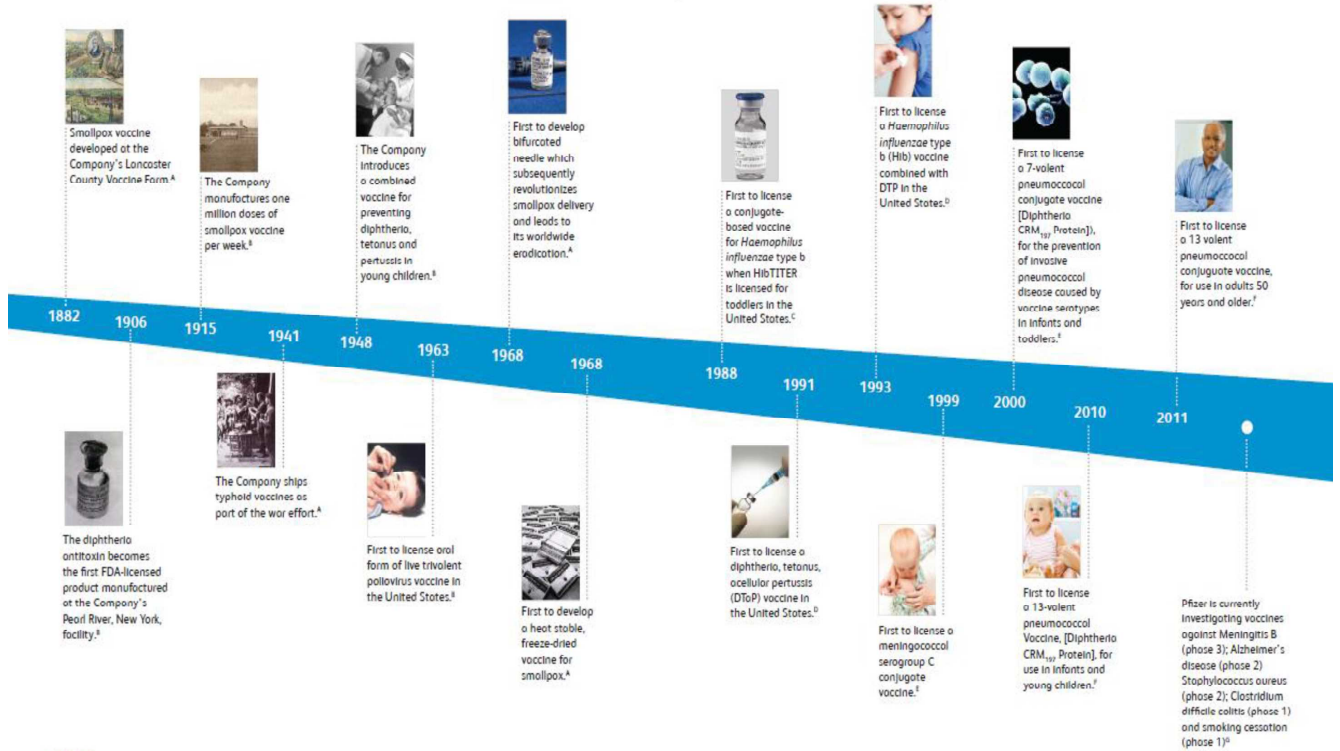 Smallpox vaccine
developed at the
Company's Lancaster
County Vaccine Farm.A
The Company
manufactures one
million doses of
smallpox vaccine
per week.B
The Company
introduces
a combined
vaccine for
preventing
diphtheria,
tetanus and
pertussis in
young children.B
First to develop
bifurcated
needle which
subsequently
revolutionizes
smallpox delivery
and leads to
its worldwide
eradication.A
First to license
a conjugate-
based vaccine
for Haemophilus
influenzae type b
when HibTITER
is licensed for
toddlers in the
United States.C
First to license
a Haemophilus
influenzae type
b (Hib) vaccine
combined with
DTP in the
United States.D
First to license
a 7-valent
pneumoccocal
conjugate vaccine
[Diphtheria
CRM197 Protein]),
for the prevention
of invasive
pneumococcal
disease caused by
vaccine serotypes
in infants and
toddlers.E
First to license
a 13 valent
pneumoccocal
conjuguate vaccine,
for use in adults 50
years and older.F
1882
1906
1915
1941
1948
1963
1968
1968
1988
1991
1993
1999
2000
2010
2011
The diphtheria
antitoxin becomes
the first FDA-licensed
product manufactured
at the Company's
Pearl River, New York,
facility.B
The Company ships
typhoid vaccines as
part of the war effort.A
First to license oral
form of live trivalent
poliovirus vaccine in
the United States.B
First to develop
a heat stable,
freeze-dried
vaccine for
smallpox.A
First to license a
diphtheria, tetanus,
acellular pertussis
(DTaP) vaccine in
the United States.D
First to license a
meningococcal
serogroup C
conjugate
vaccine.E
First to license
a 13-valent
pneumococcal
Vaccine, [Diphtheria
CRM197 Protein], for
use in infants and
young children.F
Pfizer is currently
investigating vaccines
against Meningitis B
(phase 3); Alzheimer's
disease (phase 2)
Staphylococcus aureus
(phase 2); Clostridium
difficile colitis (phase 1)
and smoking cessation
(phase 1)G